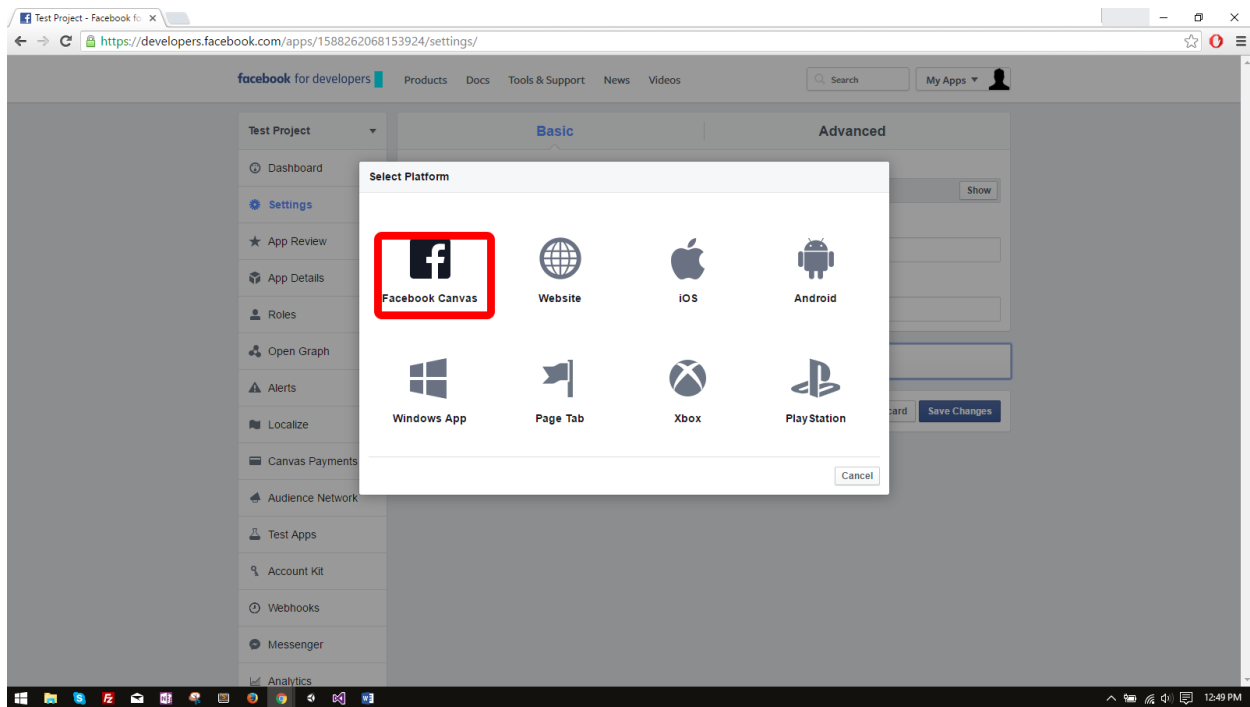 Test Project - Facebook fo
https://developers.facebook.com/apps/1588262068153924/settings/
facebook for developers Products Docs Tools & Support News Videos Search My Apps
Test Project Basic Advanced
Dashboard
Select Platform
Settings Show
App Review
App Details
Facebook Canvas Website iOS Android
Roles
Open Graph
Alerts
Windows App Page Tab Xbox PlayStation
card Save Changes
Localize
Canvas Payments
Cancel
Audience Network
Test Apps
Account Kit
Webhooks
Messenger
Analytics
12:49 PM